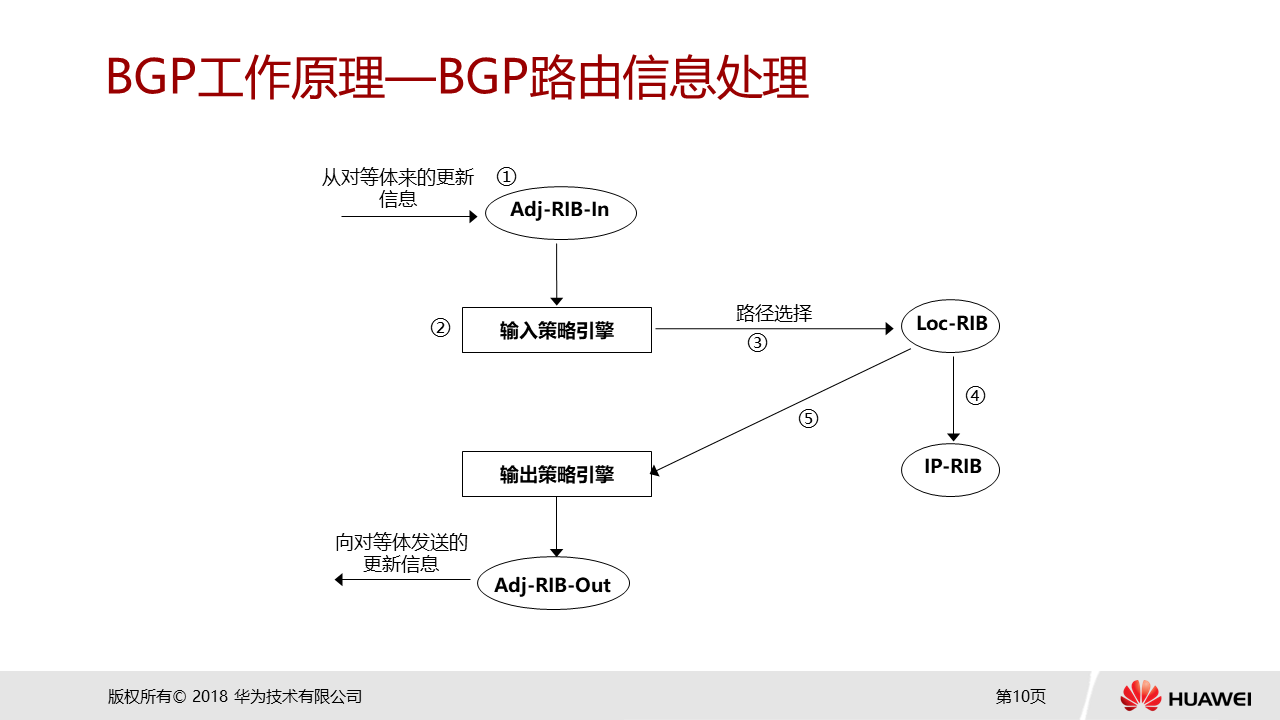 BGP工作原理—BGP路由信息处理
从对等体来的更新
信息
①
Adj-RIB-In
②
输入策略引擎
路径选择
③
Loc-RIB
④
⑤
IP-RIB
输出策略引擎
向对等体发送的
更新信息
Adj-RIB-Out
版权所有© 2018 华为技术有限公司
第10页
HUAWEI